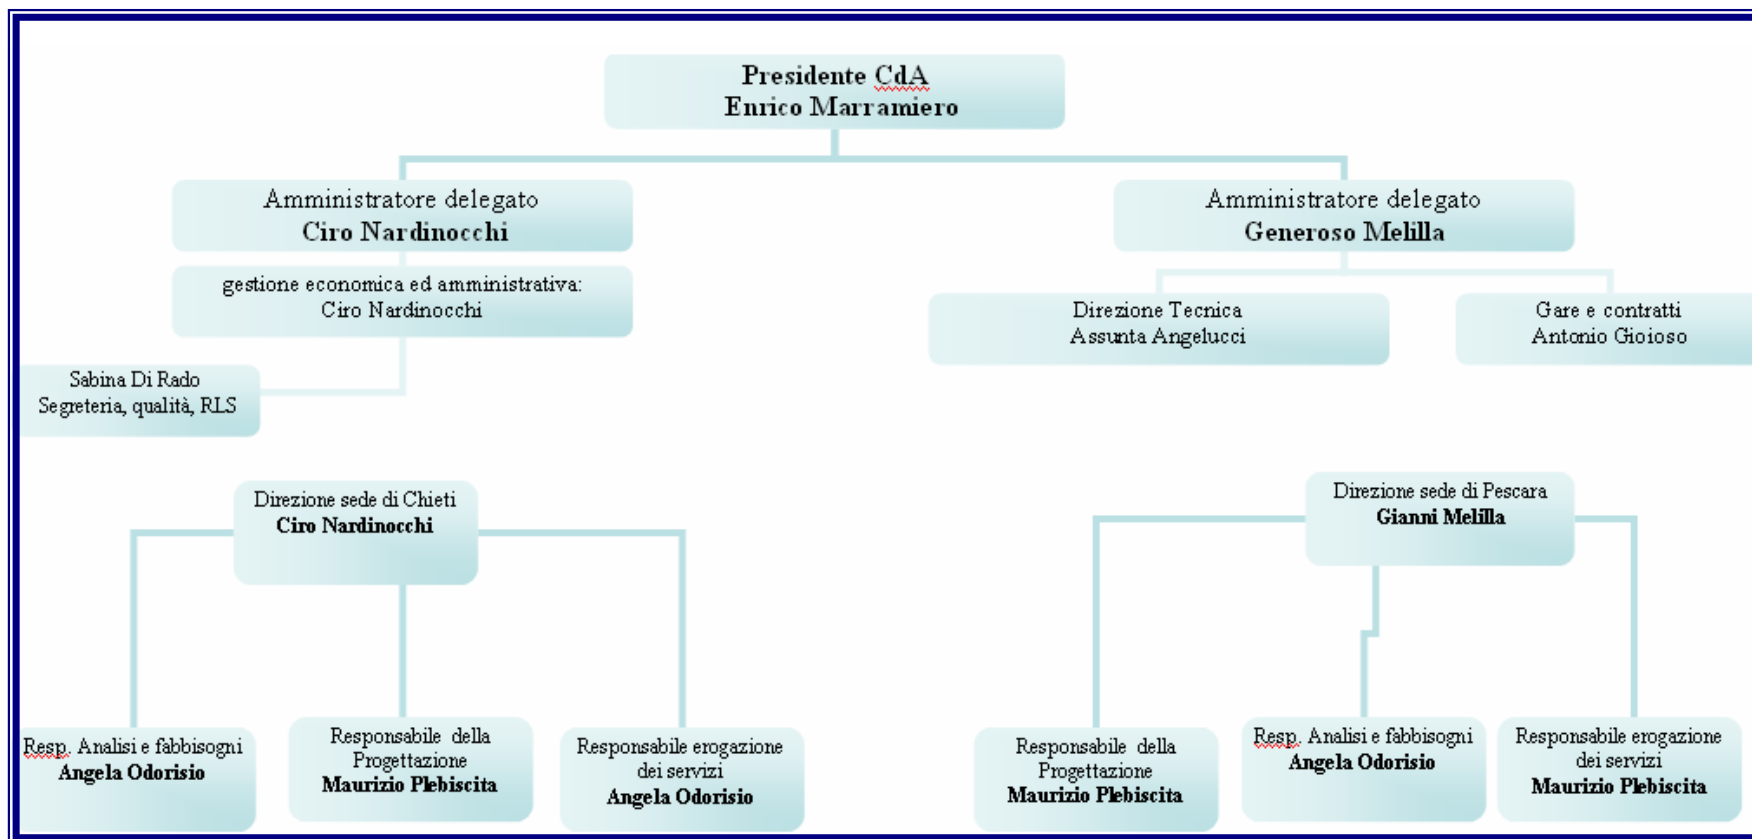 Presidente CdA
Enrico Marramiero
Amministratore delegato
Ciro Nardinocchi
Amministratore delegato
Generoso Melilla
gestione economica ed amministrativa:
Ciro Nardinocchi
Direzione Tecnica
Assunta Angelucci
Gare e contratti
Antonio Gioioso
Sabina Di Rado
Segreteria, qualità, RLS
Direzione sede di Chieti
Ciro Nardinocchi
Direzione sede di Pescara
Gianni Melilla
Resp. Analisi e fabbisogni
Angela Odorisio
Responsabile della
Progettazione
Maurizio Plebiscita
Responsabile erogazione
dei servizi
Angela Odorisio
Responsabile della
Progettazione
Maurizio Plebiscita
Resp. Analisi e fabbisogni
Angela Odorisio
Responsabile erogazione
dei servizi
Maurizio Plebiscita